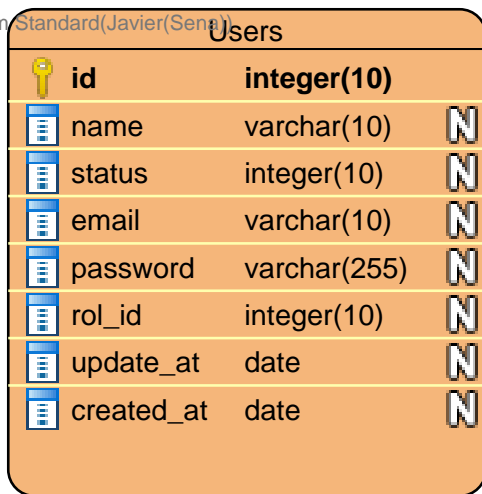 m Standard(Javier(Sena))
Users
id integer(10)
name varchar(10) N
status integer(10) N
email varchar(10) N
password varchar(255) N
rol_id integer(10) N
update_at date N
created_at date N